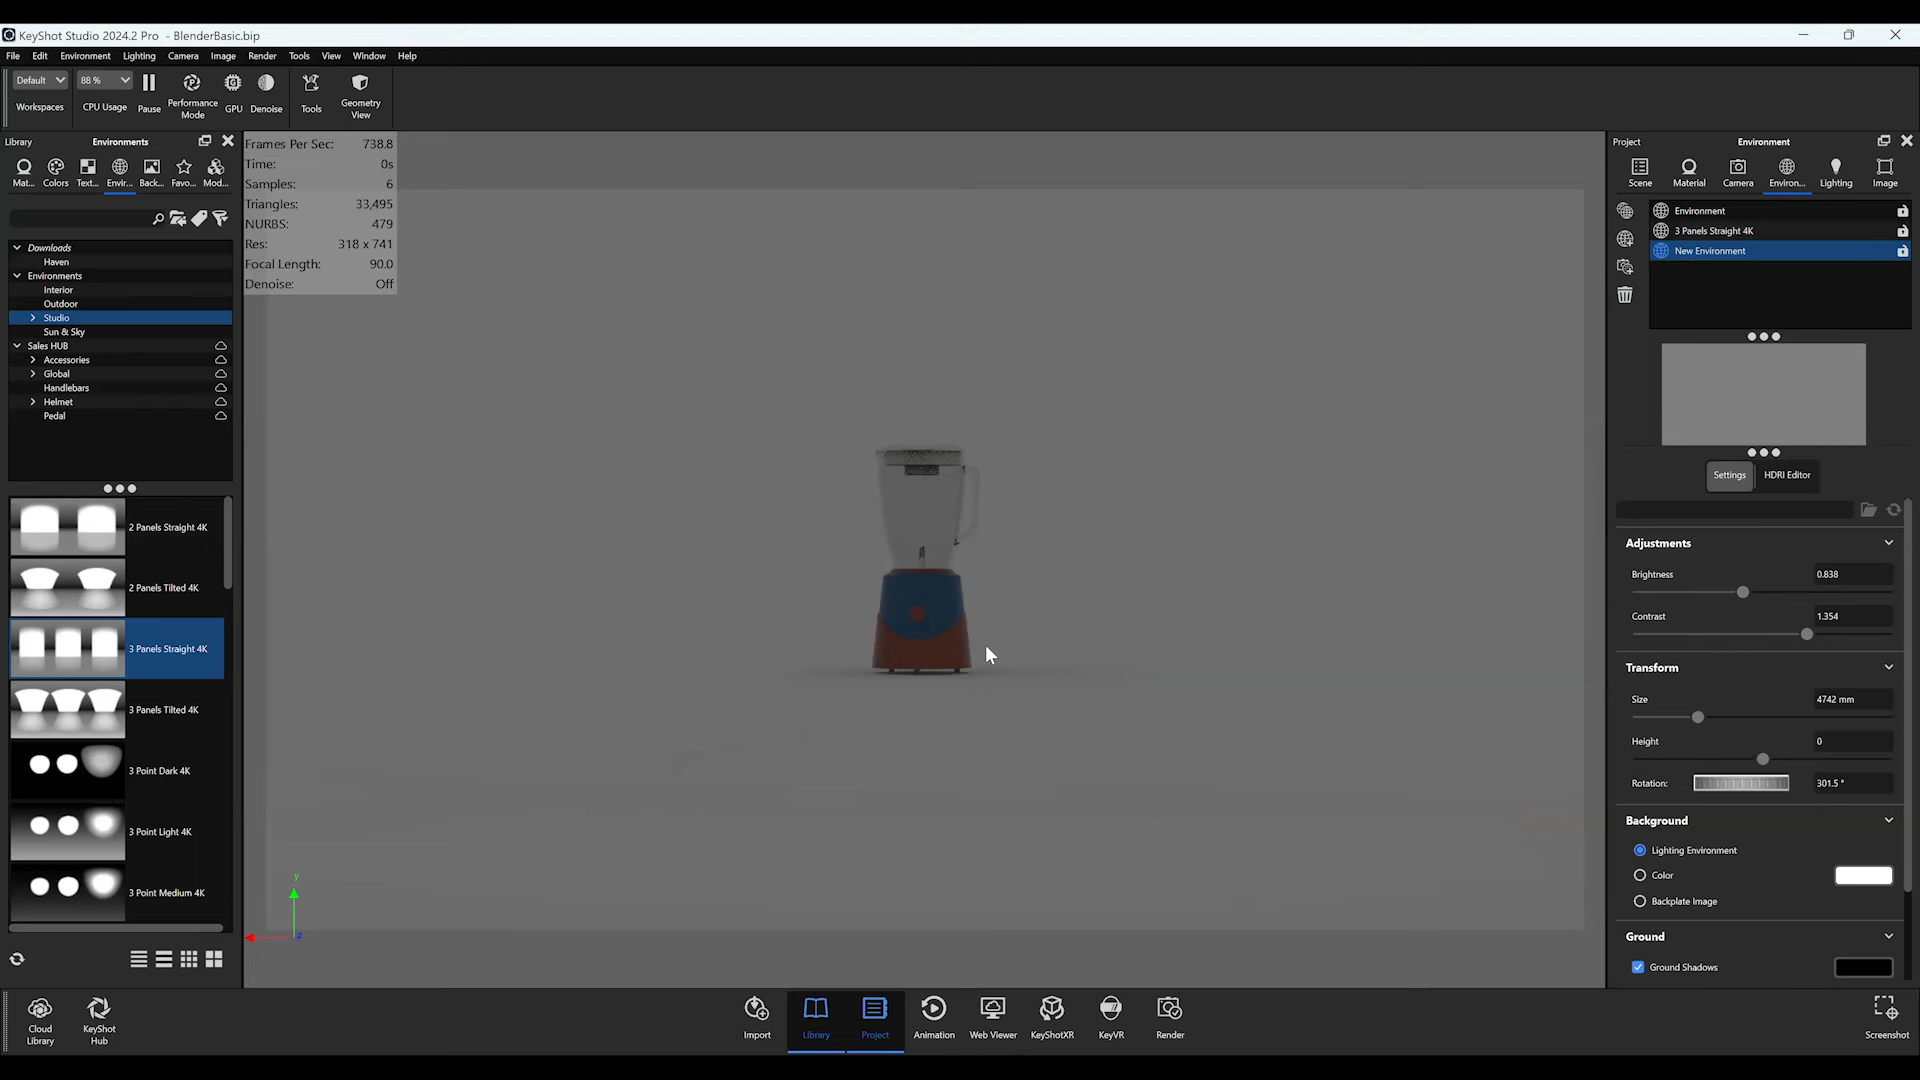 KeyShot Studio 2024.2 Pro - BlenderBasic.bip
File Edit Environment Lighting Camera Image Render Tools View Window Help
Default 88 %
Workspaces CPU Usage Pause Performance Mode GPU Denoise Tools Geometry View
Library Environments
Mat... Colors Text... Envir... Back... Favo... Mod...
Downloads
Haven
Environments
Interior
Outdoor
Studio
Sun & Sky
Sales HUB
Accessories
Global
Handlebars
Helmet
Pedal
2 Panels Straight 4K
2 Panels Tilted 4K
3 Panels Straight 4K
3 Panels Tilted 4K
3 Point Dark 4K
3 Point Light 4K
3 Point Medium 4K
Frames Per Sec: 738.8
Time: 0s
Samples: 6
Triangles: 33,495
NURBS: 479
Res: 318 x 741
Focal Length: 90.0
Denoise: Off
y
Project Environment
Scene Material Camera Environ... Lighting Image
Environment
3 Panels Straight 4K
New Environment
Settings HDRI Editor
Adjustments
Brightness 0.838
Contrast 1.354
Transform
Size 4742 mm
Height 0
Rotation: 301.5 °
Background
Lighting Environment
Color
Backplate Image
Ground
Ground Shadows
Cloud Library KeyShot Hub Import Library Project Animation Web Viewer KeyShotXR KeyVR Render Screenshot